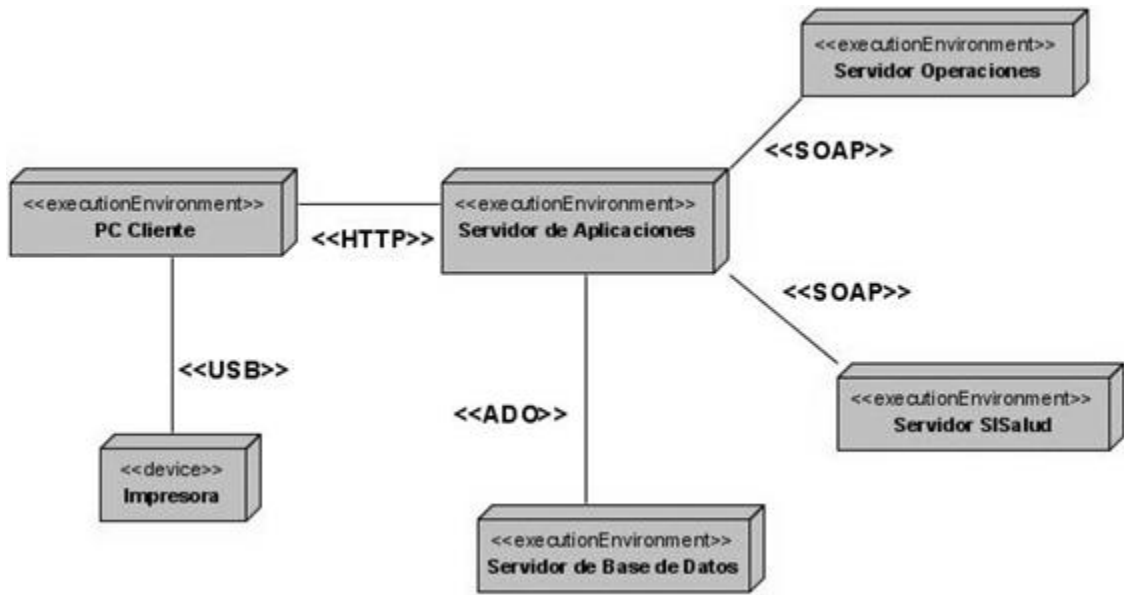 <<executionEnvironment>>
Servidor Operaciones
<<SOAP>>
<<executionEnvironment>>
PC Cliente
<<HTTP>>
<<executionEnvironment>>
Servidor de Aplicaciones
<<SOAP>>
<<USB>>
<<ADO>>
<<executionEnvironment>>
Servidor SISalud
<<device>>
Impresora
<<executionEnvironment>>
Servidor de Base de Datos